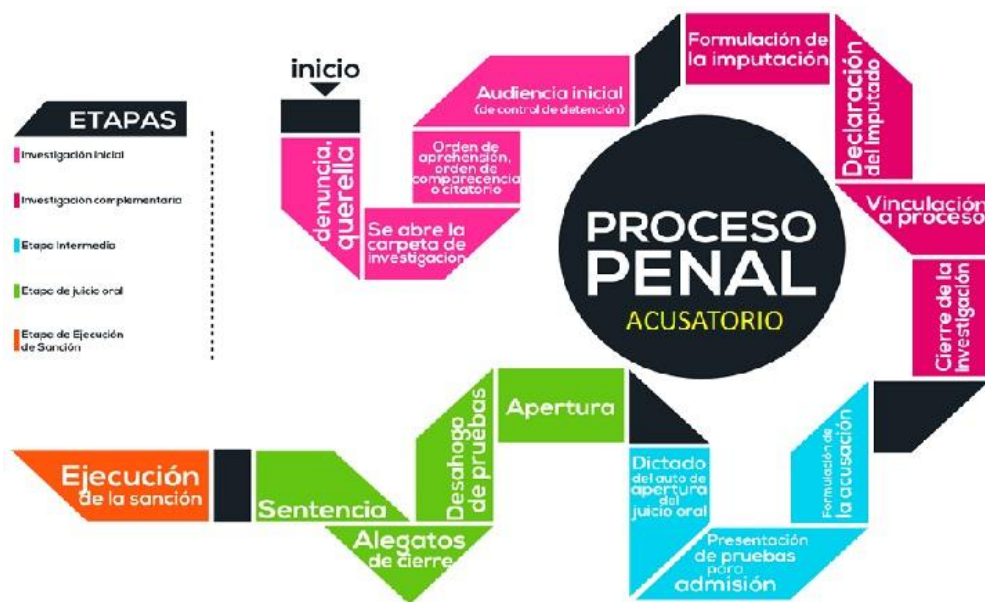 inicio
ETAPAS
Investigación inicial
Investigación complementaria
Etapa Intermedia
Etapa de juicio oral
Etapa de Ejecución
de Sanción
denuncia,
querella
Se abre la
carpeta de
investigación
Orden de
aprehensión,
orden de
comparecencia
o citatorio
Audiencia inicial
(de control de detención)
Formulación de
la imputación
Declaración
del imputado
Vinculación
a proceso
Cierre de la
Investigación
PROCESO
PENAL
ACUSATORIO
Formulación de
la acusación
Presentación
de pruebas
para
admisión
Dictado
del auto de
apertura
del
juicio oral
Apertura
Desahogo
de pruebas
Alegatos
de cierre
Sentencia
Ejecución
de la sanción